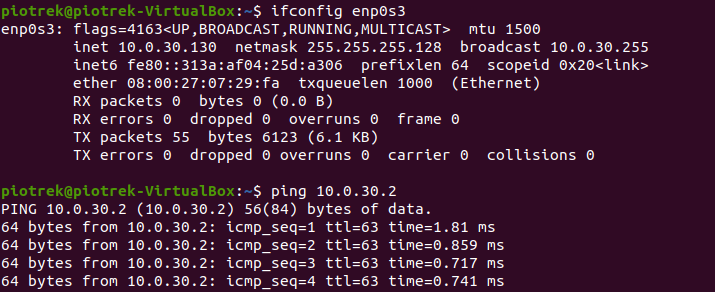 piotrek@piotrek-VirtualBox:~$ ifconfig enp0s3
enp0s3: flags=4163<UP,BROADCAST,RUNNING,MULTICAST>  mtu 1500
        inet 10.0.30.130  netmask 255.255.255.128  broadcast 10.0.30.255
        inet6 fe80::313a:af04:25d:a306  prefixlen 64  scopeid 0x20<link>
        ether 08:00:27:07:29:fa  txqueuelen 1000  (Ethernet)
        RX packets 0  bytes 0 (0.0 B)
        RX errors 0  dropped 0  overruns 0  frame 0
        TX packets 55  bytes 6123 (6.1 KB)
        TX errors 0  dropped 0 overruns 0  carrier 0  collisions 0
piotrek@piotrek-VirtualBox:~$ ping 10.0.30.2
PING 10.0.30.2 (10.0.30.2) 56(84) bytes of data.
64 bytes from 10.0.30.2: icmp_seq=1 ttl=63 time=1.81 ms
64 bytes from 10.0.30.2: icmp_seq=2 ttl=63 time=0.859 ms
64 bytes from 10.0.30.2: icmp_seq=3 ttl=63 time=0.717 ms
64 bytes from 10.0.30.2: icmp_seq=4 ttl=63 time=0.741 ms